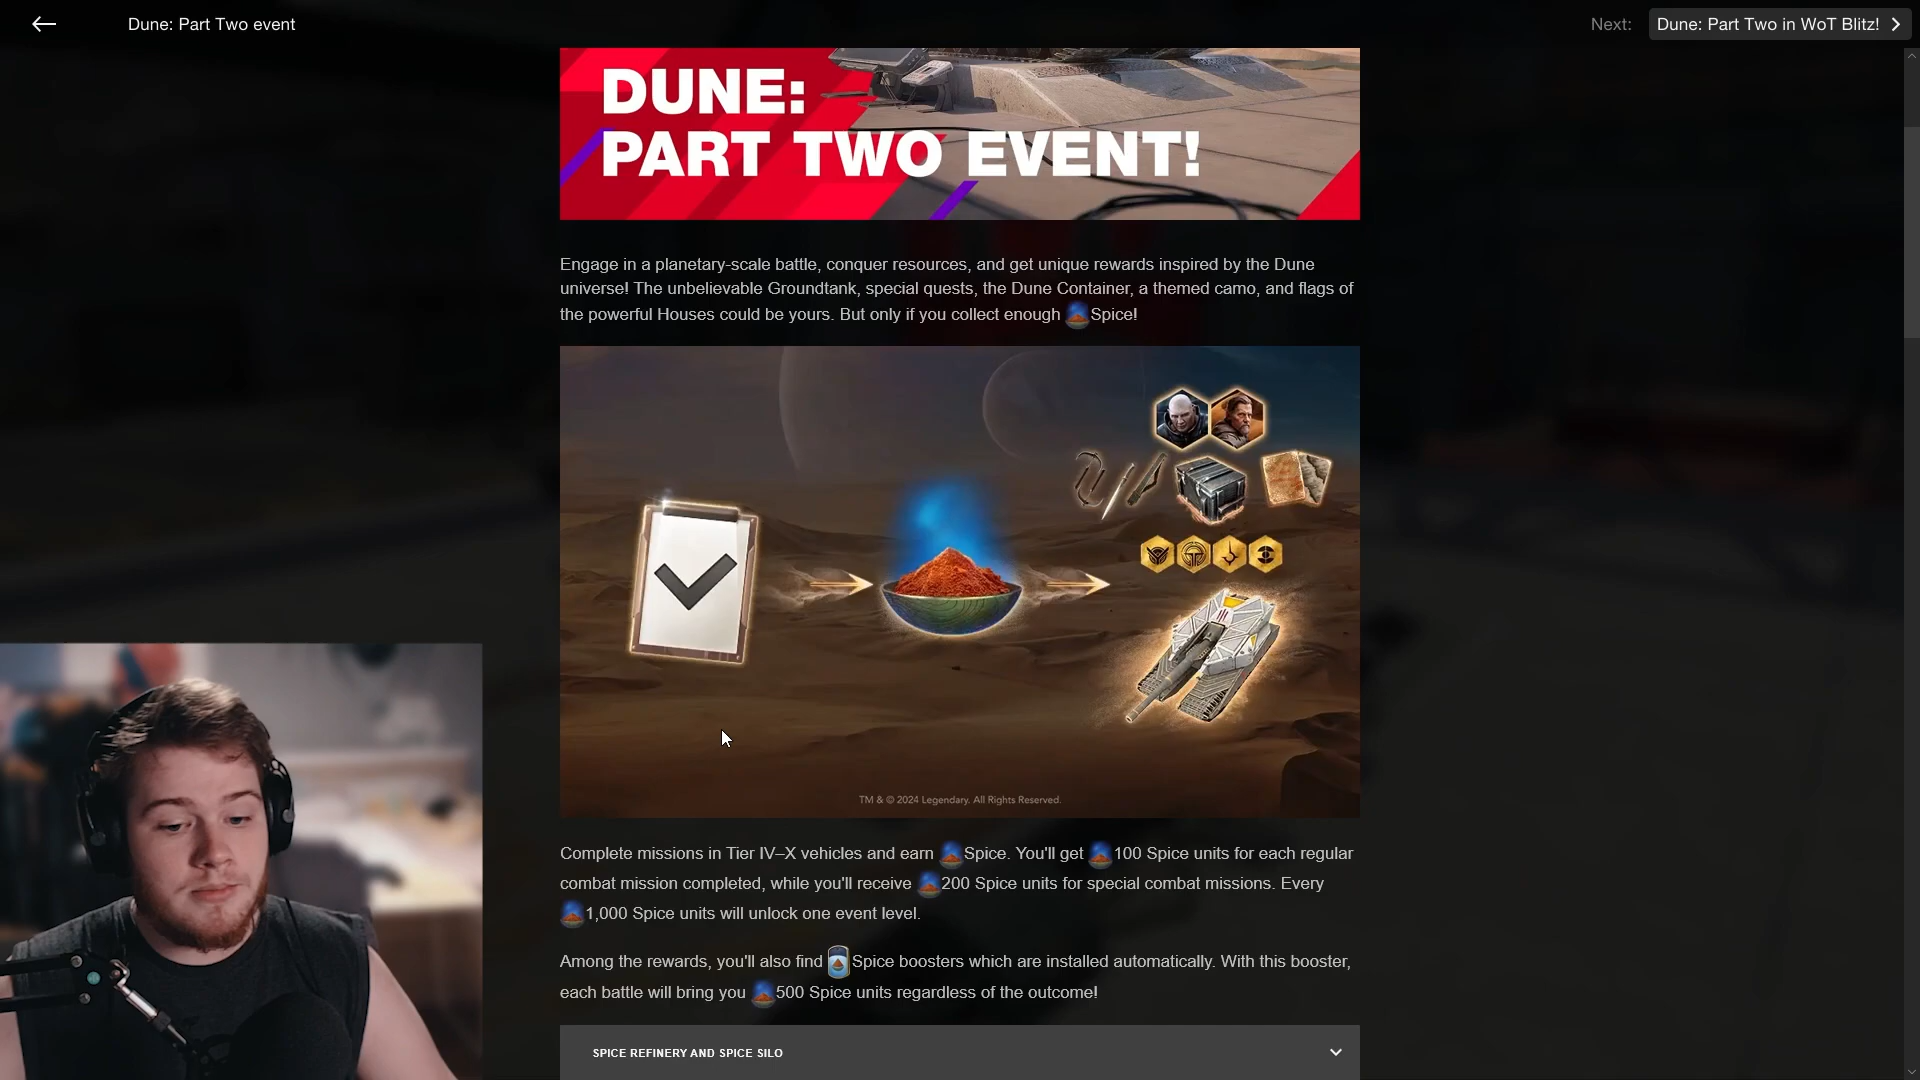 Dune: Part Two event
Next:
Dune: Part Two in WoT Blitz!
DUNE:
PART TWO EVENT!
Engage in a planetary-scale battle, conquer resources, and get unique rewards inspired by the Dune
universe! The unbelievable Groundtank, special quests, the Dune Container, a themed camo, and flags of
the powerful Houses could be yours. But only if you collect enough Spice!
TM & © 2024 Legendary. All Rights Reserved.
Complete missions in Tier IV–X vehicles and earn Spice. You'll get 100 Spice units for each regular
combat mission completed, while you'll receive 200 Spice units for special combat missions. Every
1,000 Spice units will unlock one event level.
Among the rewards, you'll also find Spice boosters which are installed automatically. With this booster,
each battle will bring you 500 Spice units regardless of the outcome!
SPICE REFINERY AND SPICE SILO